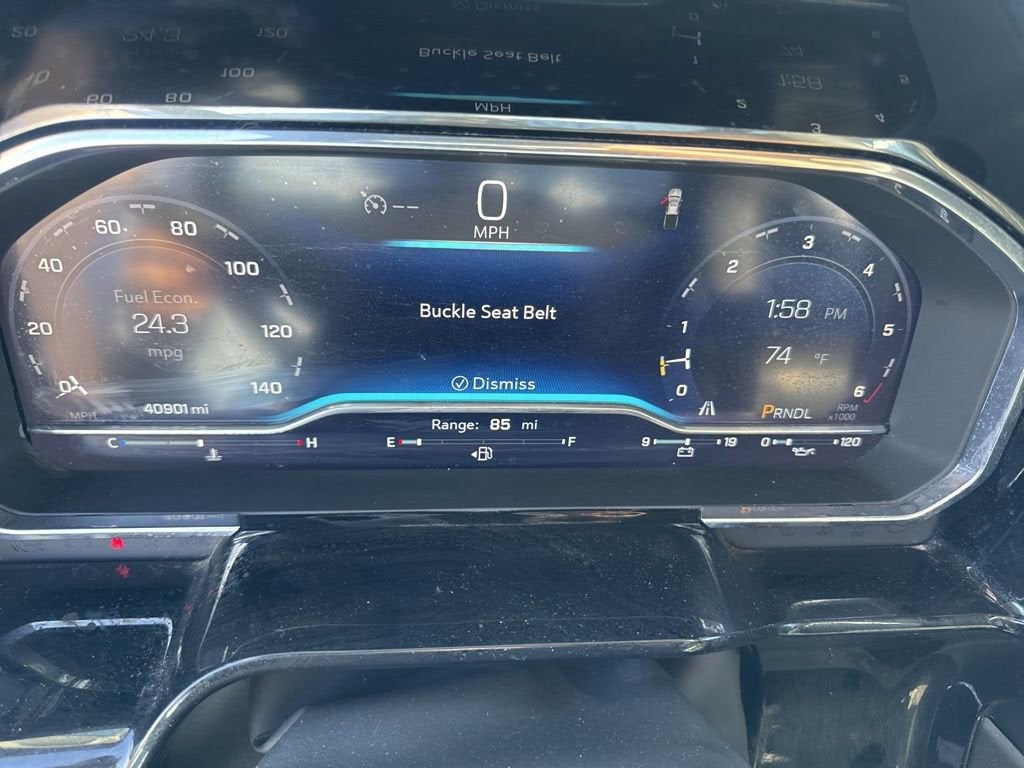 0
MPH
60 80
40 100
20 120
0 140
Fuel Econ.
24.3
mpg
MPH
40901 mi
Buckle Seat Belt
Dismiss
3
2 4
1 5
0 6
1:58 PM
74 °F
PRNDL
RPM
x1000
Range: 85 mi
C H E F 9 19 0 120